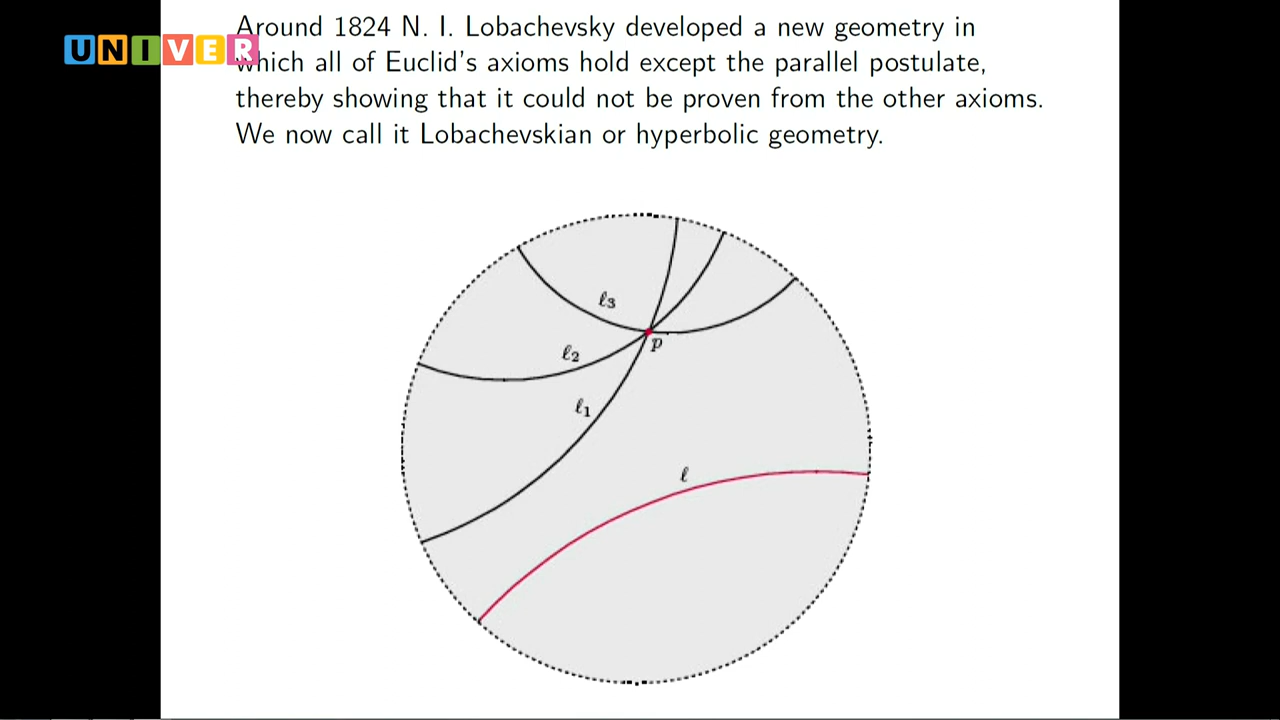 Around 1824 N. I. Lobachevsky developed a new geometry in
UNIVER
which all of Euclid's axioms hold except the parallel postulate,
thereby showing that it could not be proven from the other axioms.
We now call it Lobachevskian or hyperbolic geometry.
ℓ3
p
ℓ2
ℓ1
ℓ